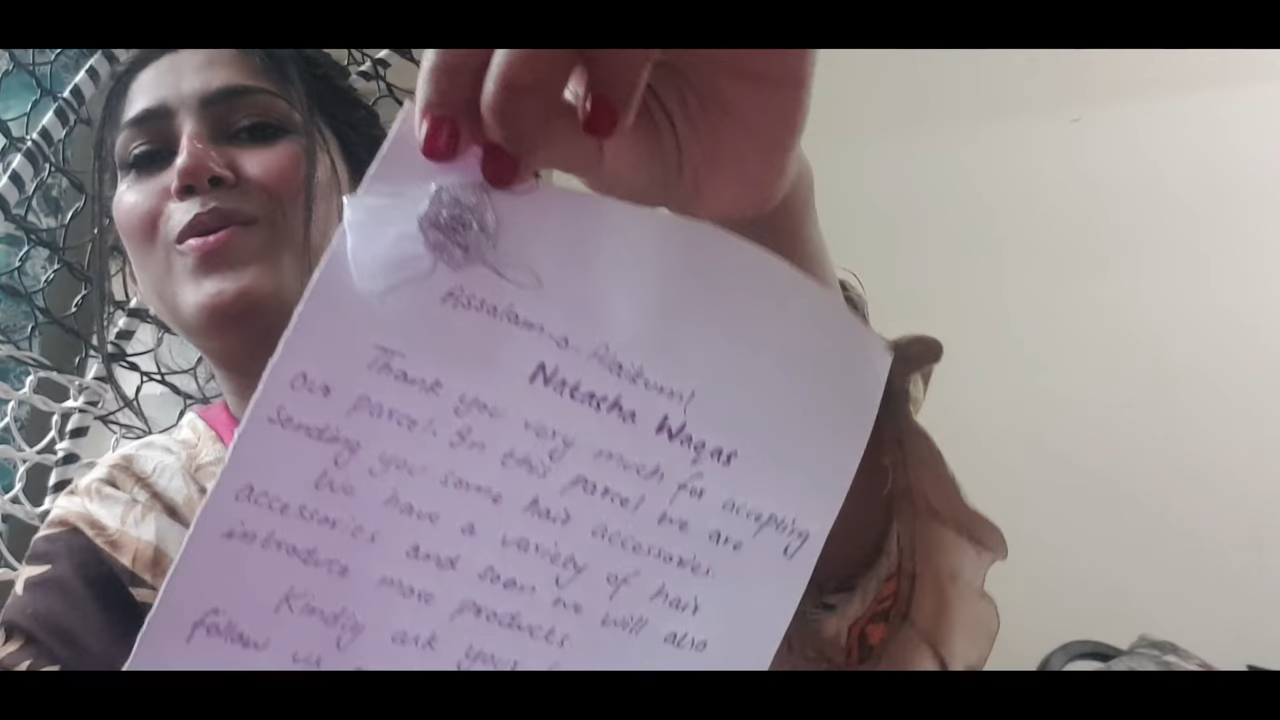 Assalam-o-Alaikum!
Natasha Waqas
Thank you very much for accepting
our parcel. In this parcel we are
sending you some hair accessories.
We have a variety of hair
accessories and soon we will also
introduce more products.
Kindly ask your
follow us